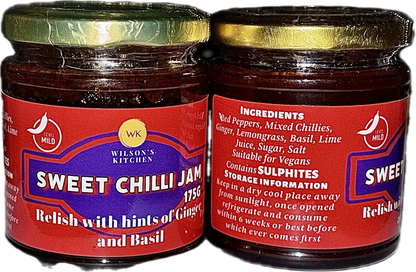 Lime
LEVEL
MILD
WK
WILSON'S
KITCHEN
SWEET CHILLI JAM
175G
Relish with hints of Ginger
and Basil
INGREDIENTS
Red Peppers, Mixed Chillies,
Ginger, Lemongrass, Basil, Lime
Juice, Sugar, Salt
Suitable for Vegans
Contains SULPHITES
STORAGE INFORMATION
Keep in a dry cool place away
from sunlight, once opened
refrigerate and consume
within 6 weeks or best before
which ever comes first
LEVEL
MILD
SWEET
Relish